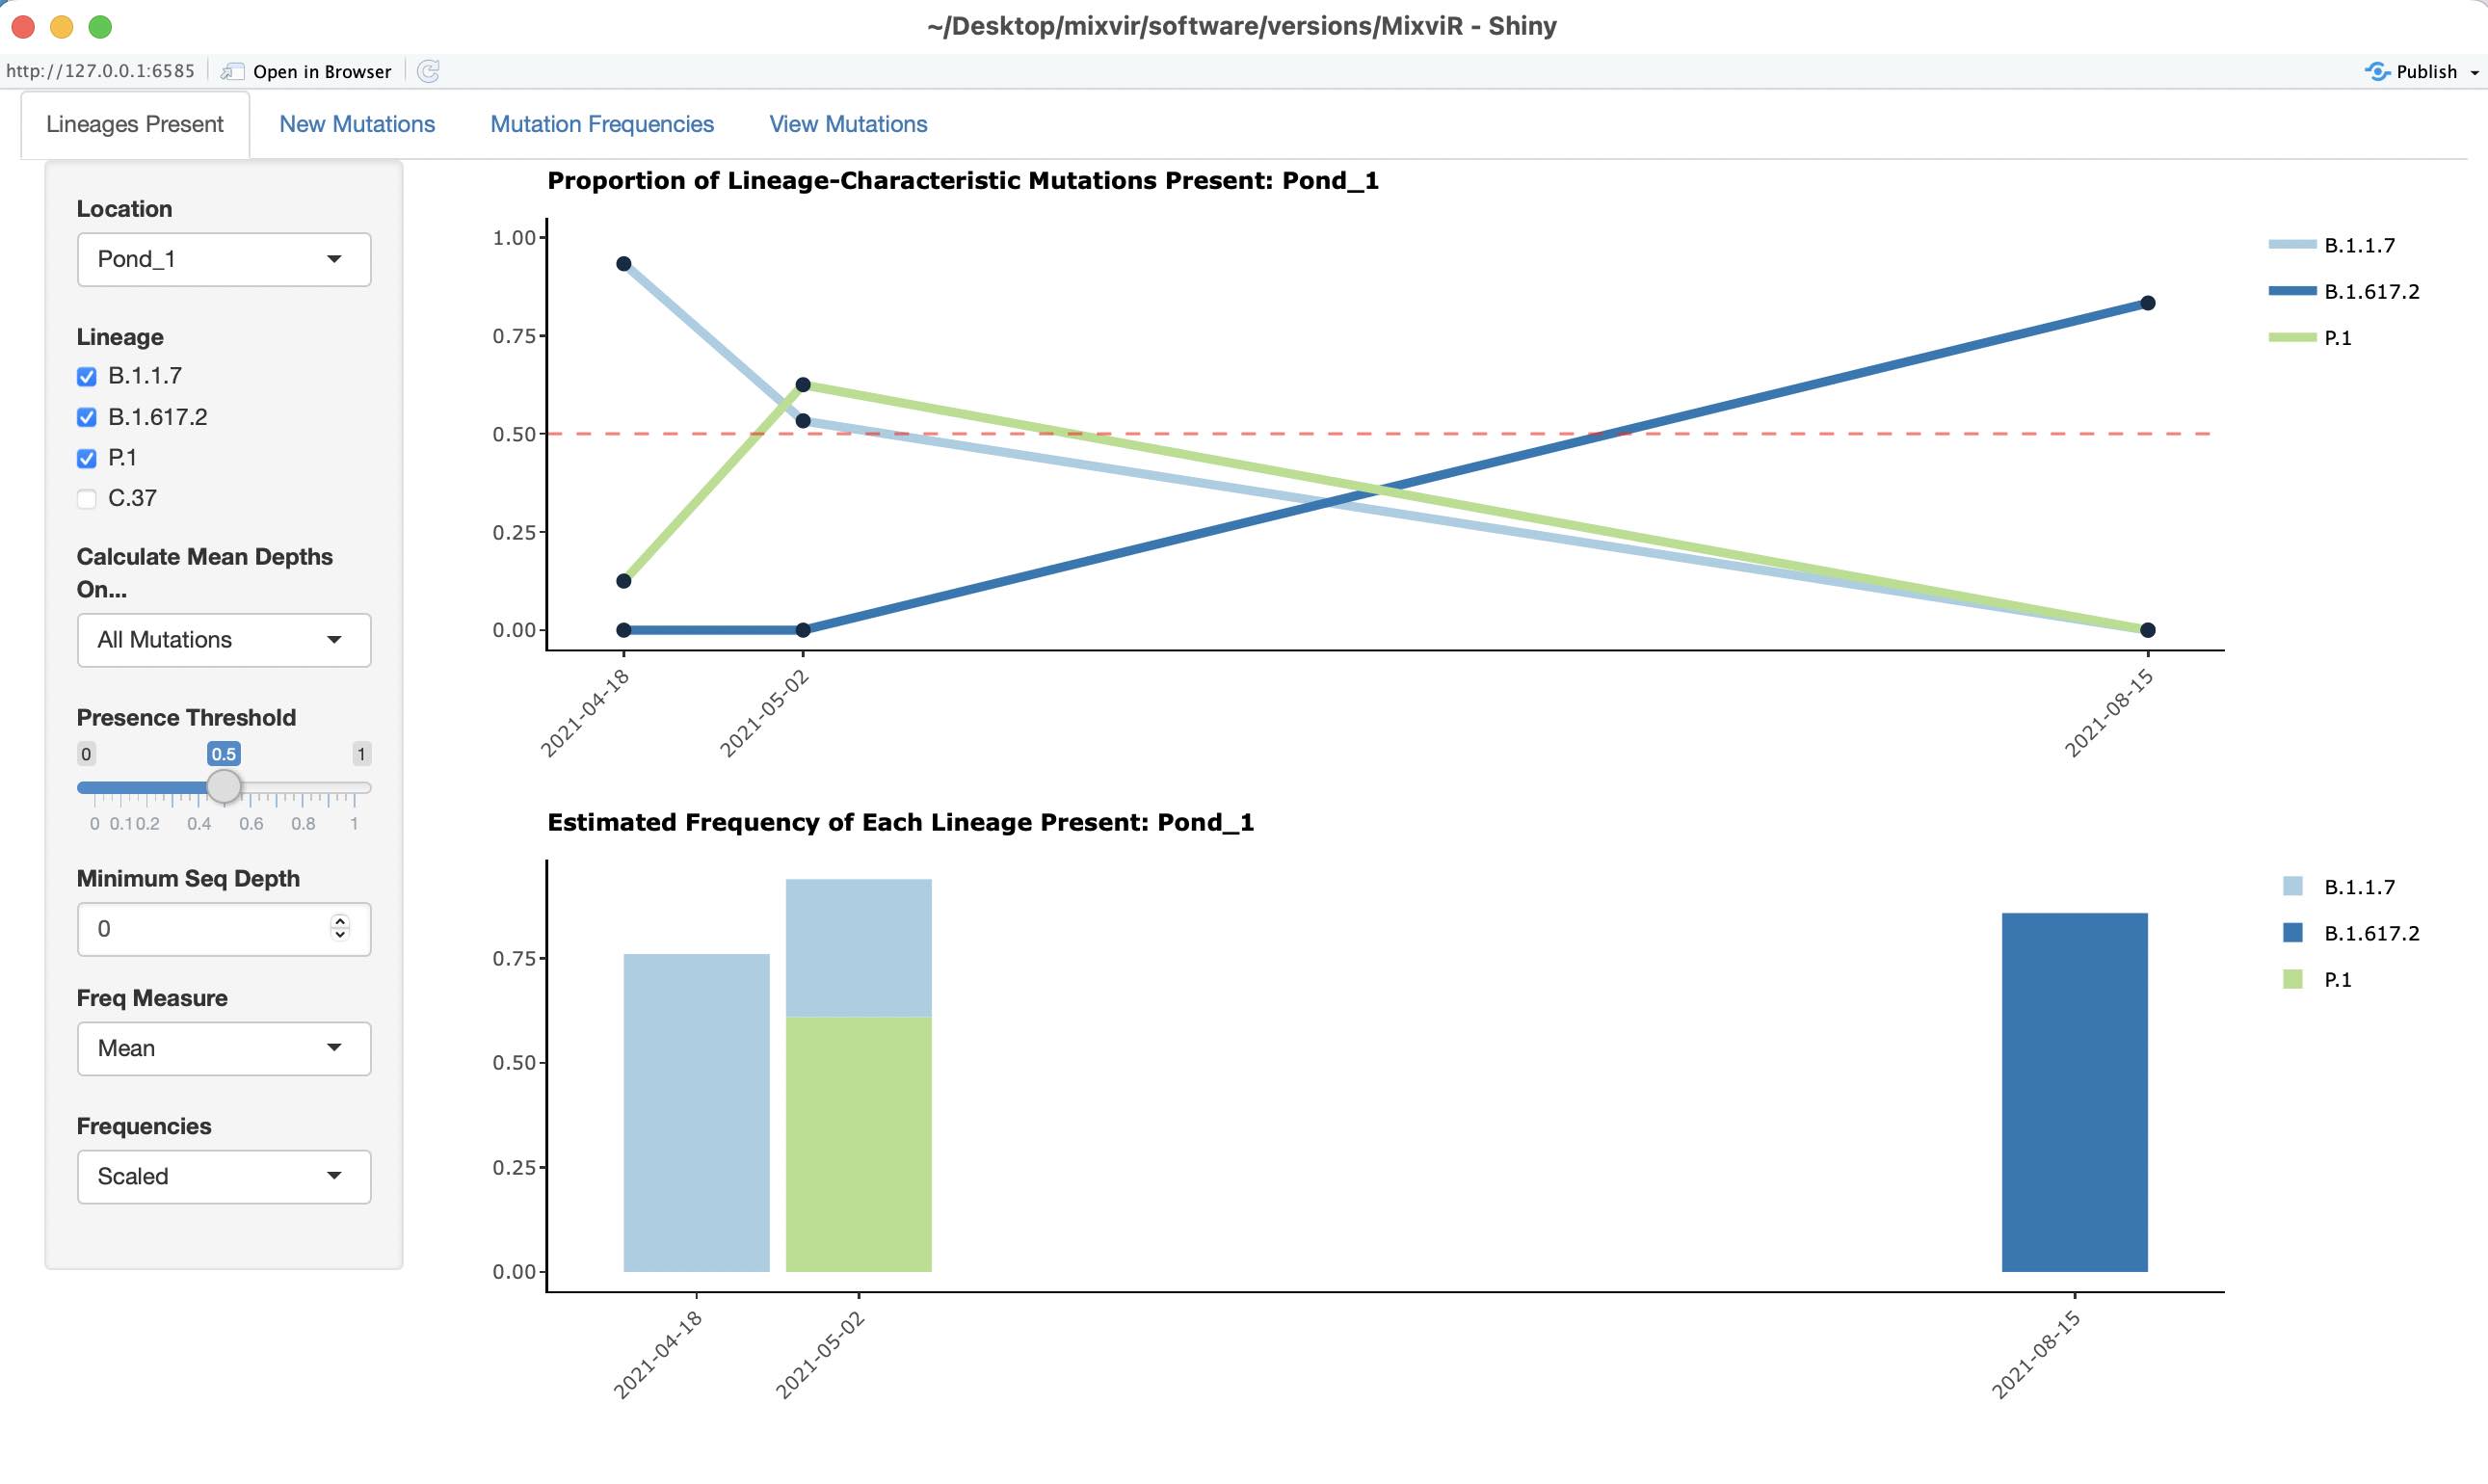 ~/Desktop/mixvir/software/versions/MixviR - Shiny
http://127.0.0.1:6585 Open in Browser Publish
Lineages Present New Mutations Mutation Frequencies View Mutations
Location
Pond_1
Lineage
B.1.1.7
B.1.617.2
P.1
C.37
Calculate Mean Depths
On...
All Mutations
Presence Threshold
0 0.5 1
0 0.1 0.2 0.4 0.6 0.8 1
Minimum Seq Depth
0
Freq Measure
Mean
Frequencies
Scaled
Proportion of Lineage-Characteristic Mutations Present: Pond_1
1.00
0.75
0.50
0.25
0.00
2021-04-18
2021-05-02
2021-08-15
B.1.1.7
B.1.617.2
P.1
Estimated Frequency of Each Lineage Present: Pond_1
0.75
0.50
0.25
0.00
2021-04-18
2021-05-02
2021-08-15
B.1.1.7
B.1.617.2
P.1